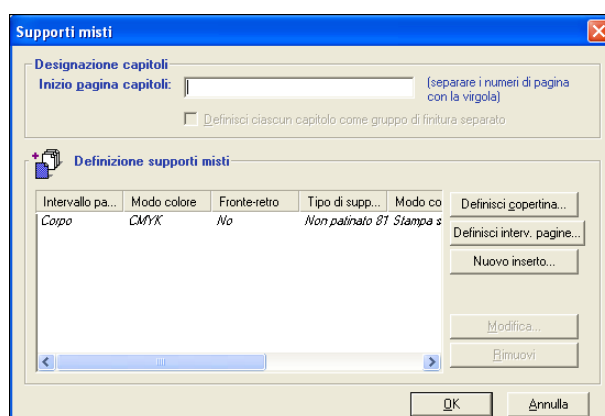 Supporti misti
Designazione capitoli
Inizio pagina capitoli:
(separare i numeri di pagina
con la virgola)
Definisci ciascun capitolo come gruppo di finitura separato
Definizione supporti misti
Intervallo pa... Modo colore Fronte-retro Tipo di supp... Modo co
Corpo CMYK No Non patinato 81 Stampa s
Definisci copertina...
Definisci interv. pagine...
Nuovo inserto...
Modifica...
Rimuovi
OK Annulla